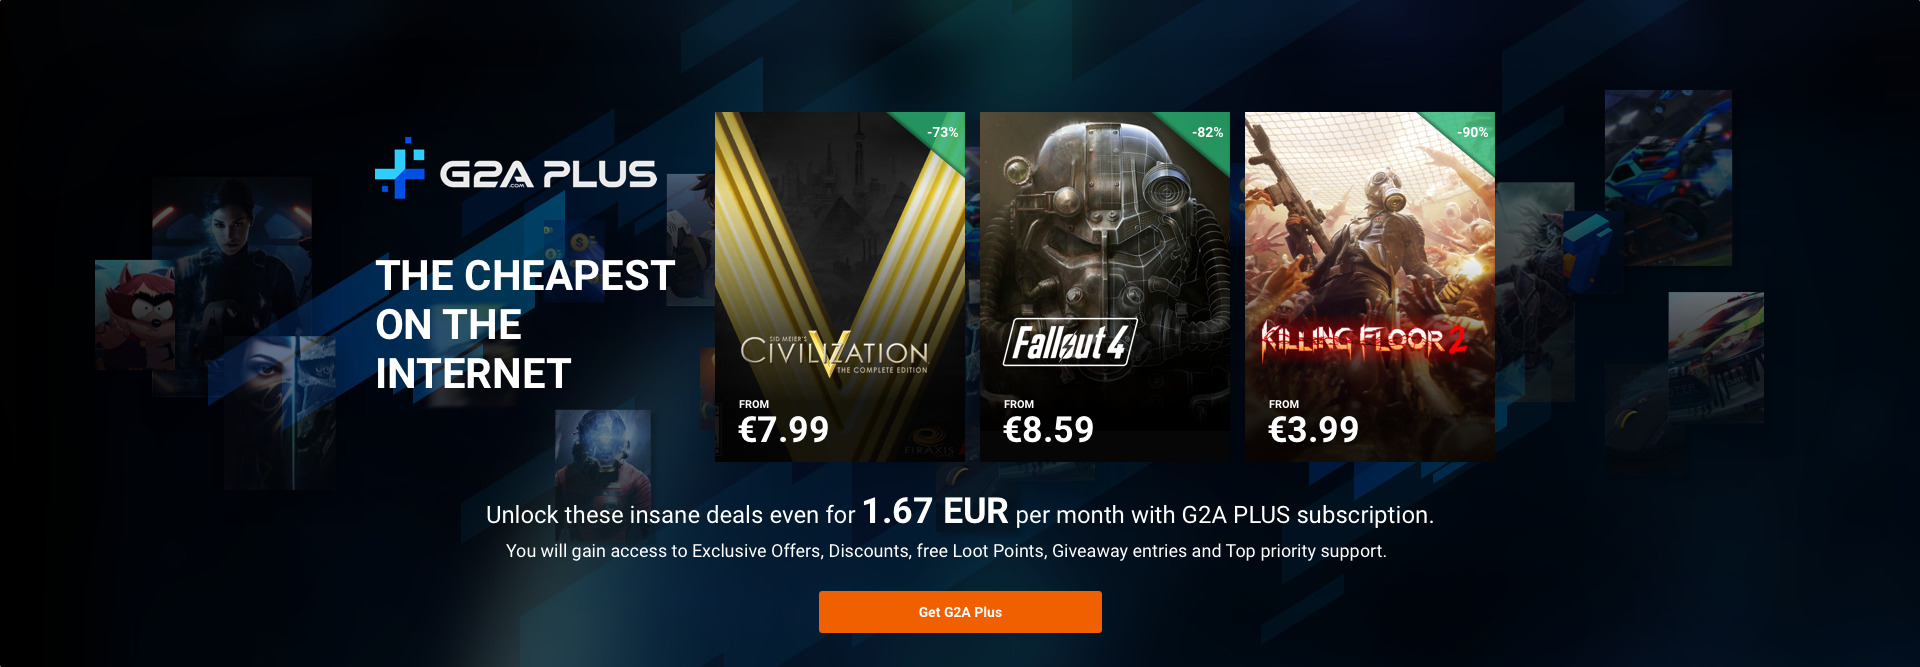 G2A.COM PLUS
THE CHEAPEST
ON THE
INTERNET
-73%
SID MEIER'S
CIVILIZATION V
THE COMPLETE EDITION
FROM
€7.99
FIRAXIS
-82%
Fallout 4
FROM
€8.59
-90%
KILLING FLOOR 2
FROM
€3.99
Unlock these insane deals even for 1.67 EUR per month with G2A PLUS subscription.
You will gain access to Exclusive Offers, Discounts, free Loot Points, Giveaway entries and Top priority support.
Get G2A Plus